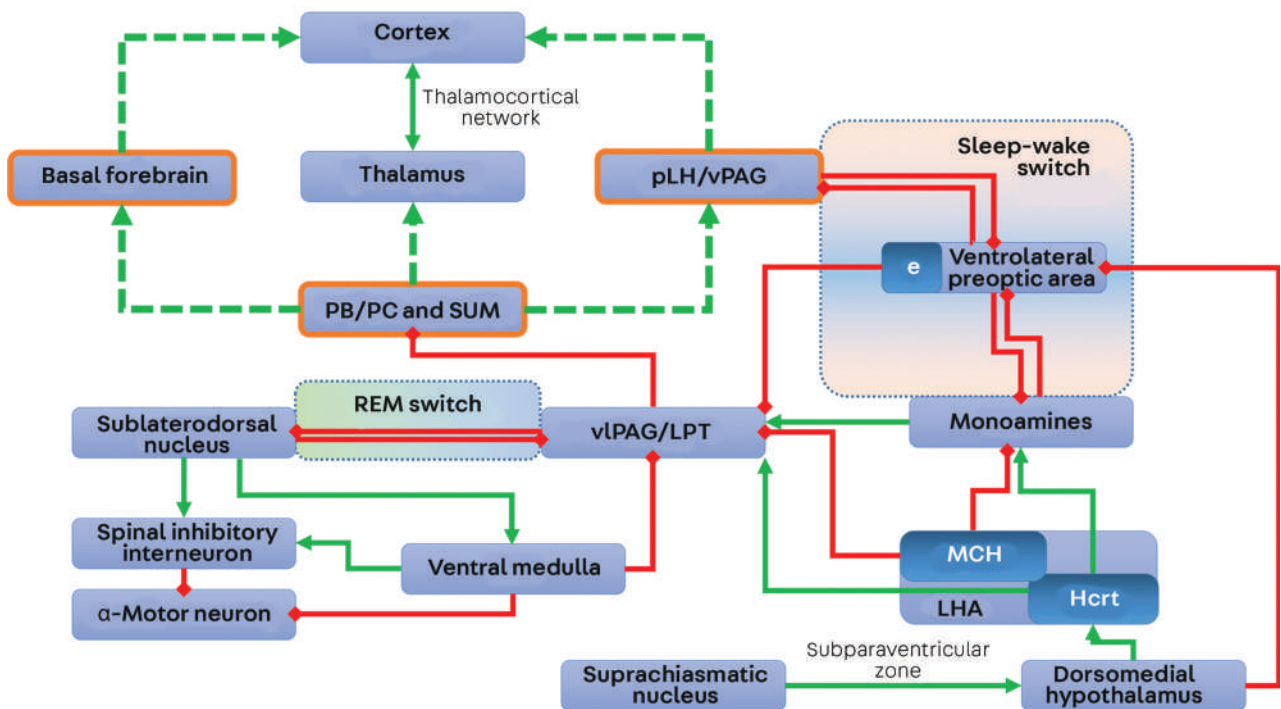 Cortex
Thalamocortical
network
Sleep-wake
switch
Basal forebrain
Thalamus
pLH/vPAG
e
Ventrolateral
preoptic area
PB/PC and SUM
REM switch
Sublaterodorsal
nucleus
vlPAG/LPT
Monoamines
Spinal inhibitory
interneuron
Ventral medulla
MCH
α-Motor neuron
LHA
Hcrt
Subparaventricular
zone
Suprachiasmatic
nucleus
Dorsomedial
hypothalamus